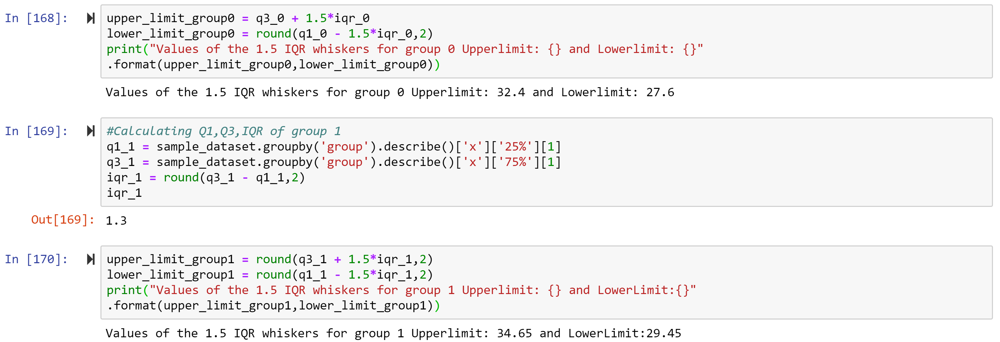 In [168]:
upper_limit_group0 = q3_0 + 1.5*iqr_0
lower_limit_group0 = round(q1_0 - 1.5*iqr_0,2)
print("Values of the 1.5 IQR whiskers for group 0 Upperlimit: {} and Lowerlimit: {}"
.format(upper_limit_group0,lower_limit_group0))
Values of the 1.5 IQR whiskers for group 0 Upperlimit: 32.4 and Lowerlimit: 27.6
In [169]:
#Calculating Q1,Q3,IQR of group 1
q1_1 = sample_dataset.groupby('group').describe()['x']['25%'][1]
q3_1 = sample_dataset.groupby('group').describe()['x']['75%'][1]
iqr_1 = round(q3_1 - q1_1,2)
iqr_1
Out[169]: 1.3
In [170]:
upper_limit_group1 = round(q3_1 + 1.5*iqr_1,2)
lower_limit_group1 = round(q1_1 - 1.5*iqr_1,2)
print("Values of the 1.5 IQR whiskers for group 1 Upperlimit: {} and LowerLimit:{}"
.format(upper_limit_group1,lower_limit_group1))
Values of the 1.5 IQR whiskers for group 1 Upperlimit: 34.65 and LowerLimit:29.45